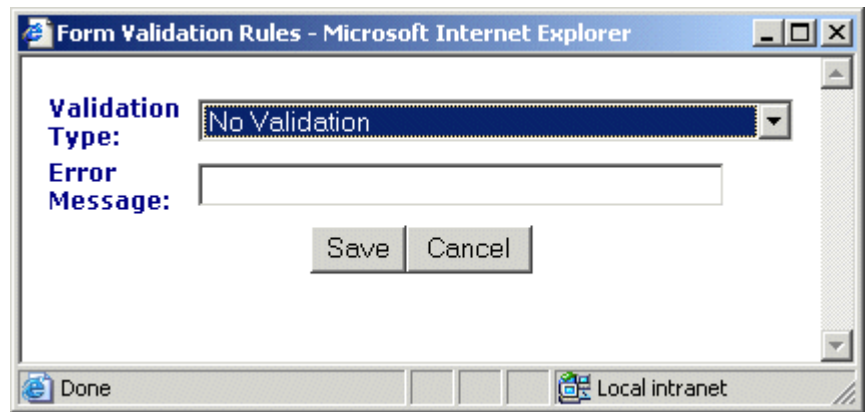 Form Validation Rules - Microsoft Internet Explorer
Validation
Type:
No Validation
Error
Message:
Save Cancel
Done Local intranet